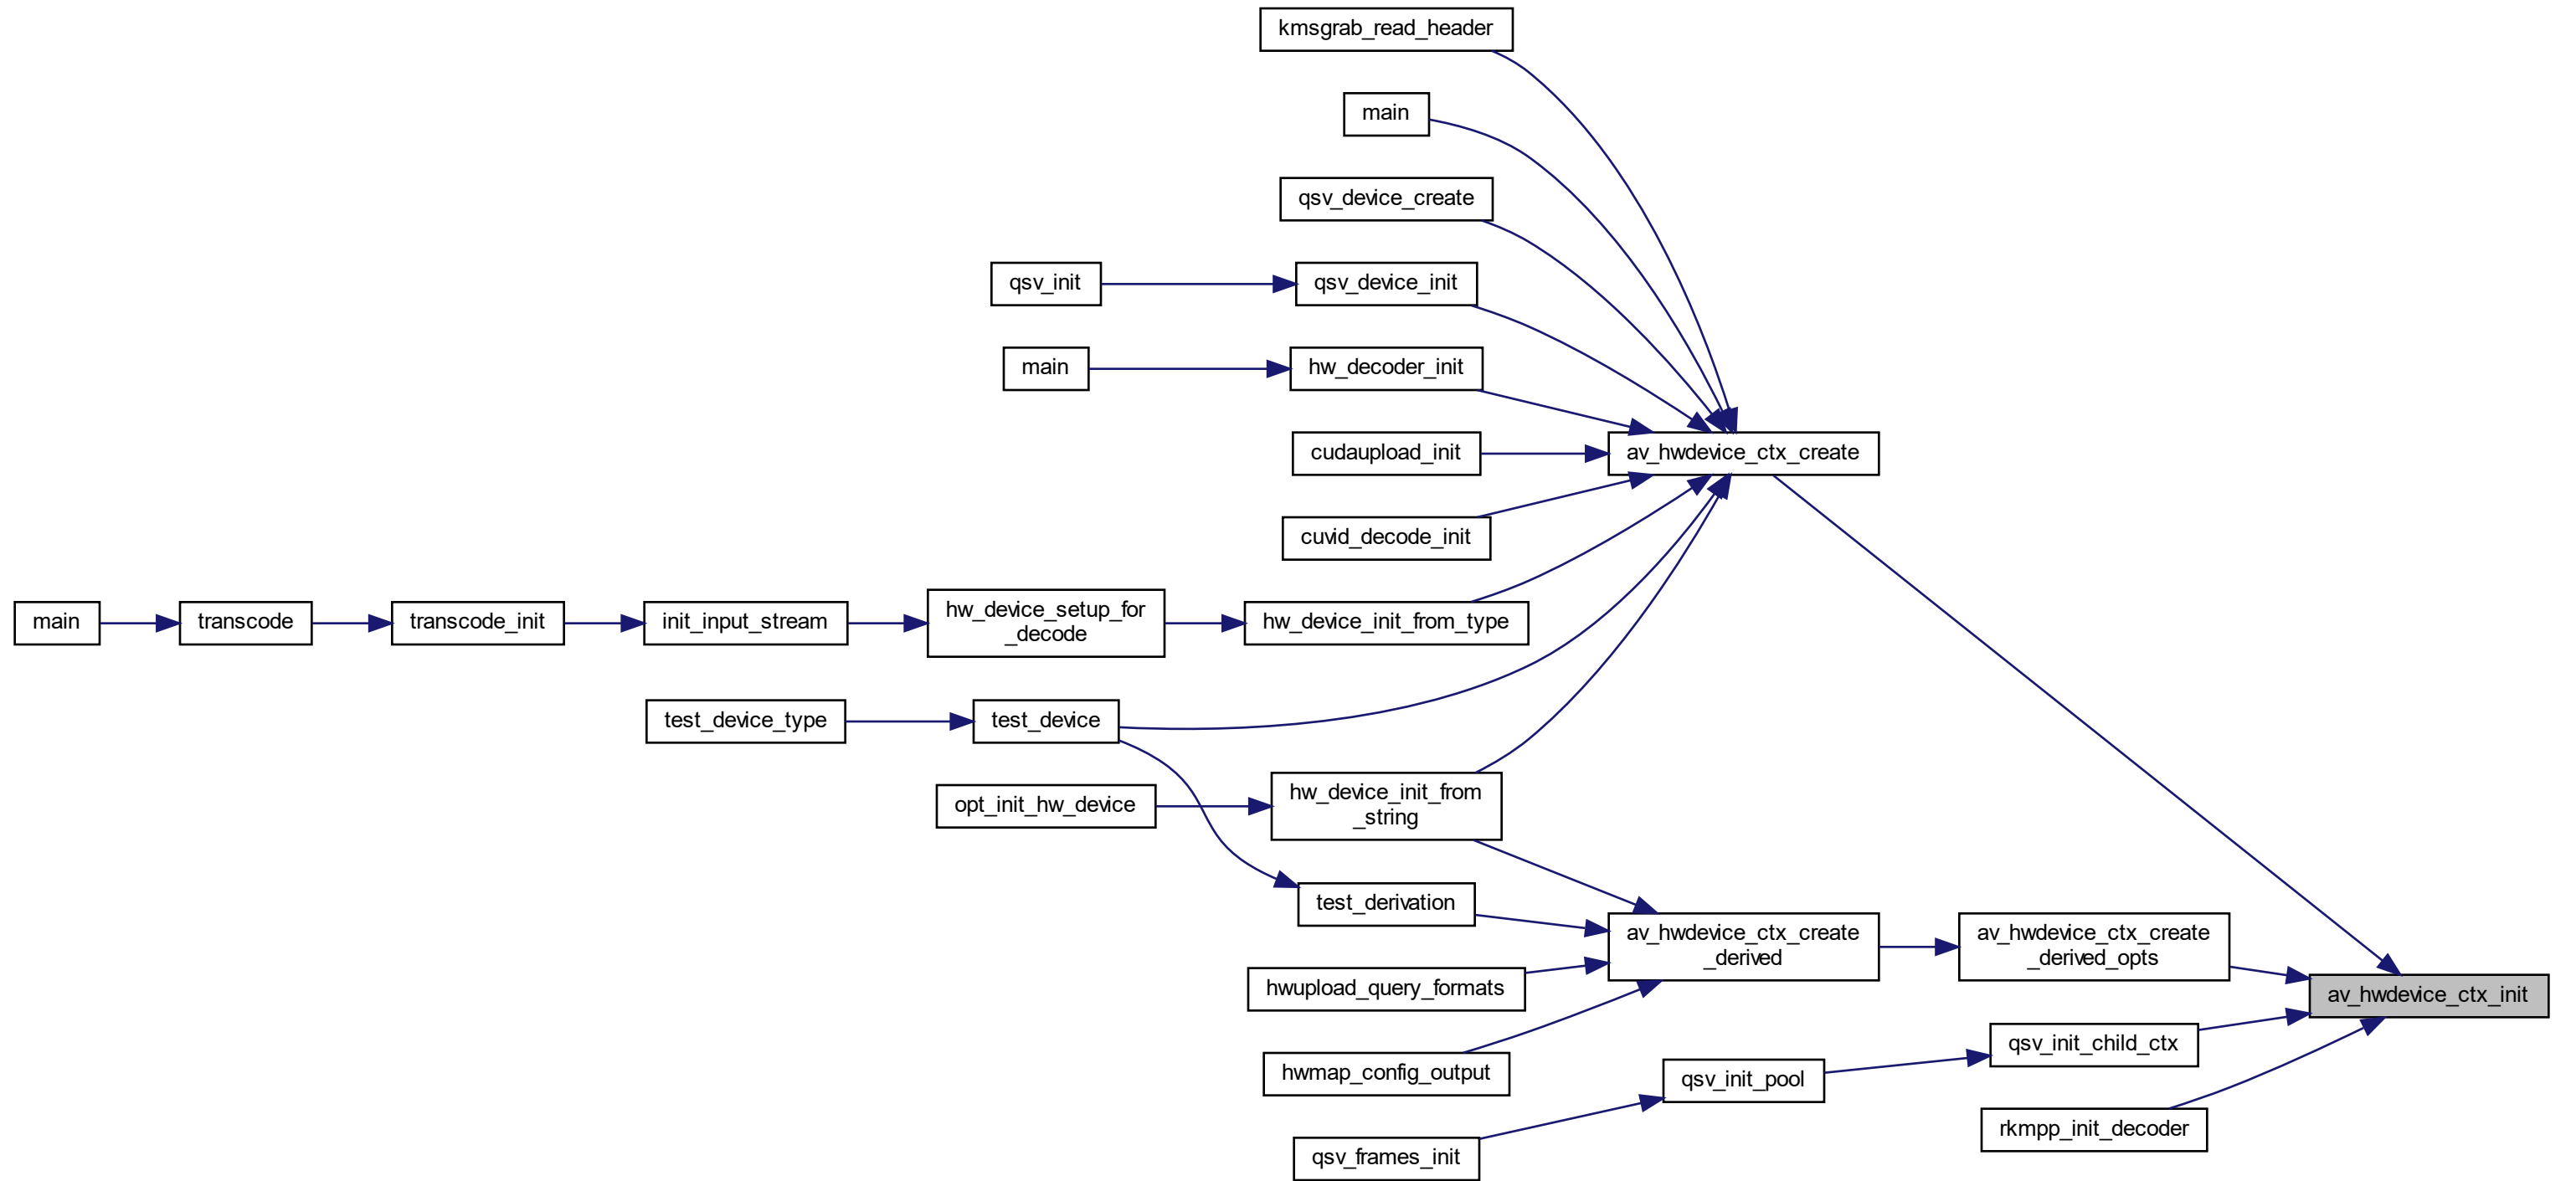 kmsgrab_read_header
main
qsv_device_create
qsv_init
qsv_device_init
main
hw_decoder_init
cudaupload_init
av_hwdevice_ctx_create
cuvid_decode_init
main
transcode
transcode_init
init_input_stream
hw_device_setup_for
_decode
hw_device_init_from_type
test_device_type
test_device
opt_init_hw_device
hw_device_init_from
_string
test_derivation
av_hwdevice_ctx_create
_derived
av_hwdevice_ctx_create
_derived_opts
hwupload_query_formats
av_hwdevice_ctx_init
hwmap_config_output
qsv_init_pool
qsv_init_child_ctx
rkmpp_init_decoder
qsv_frames_init